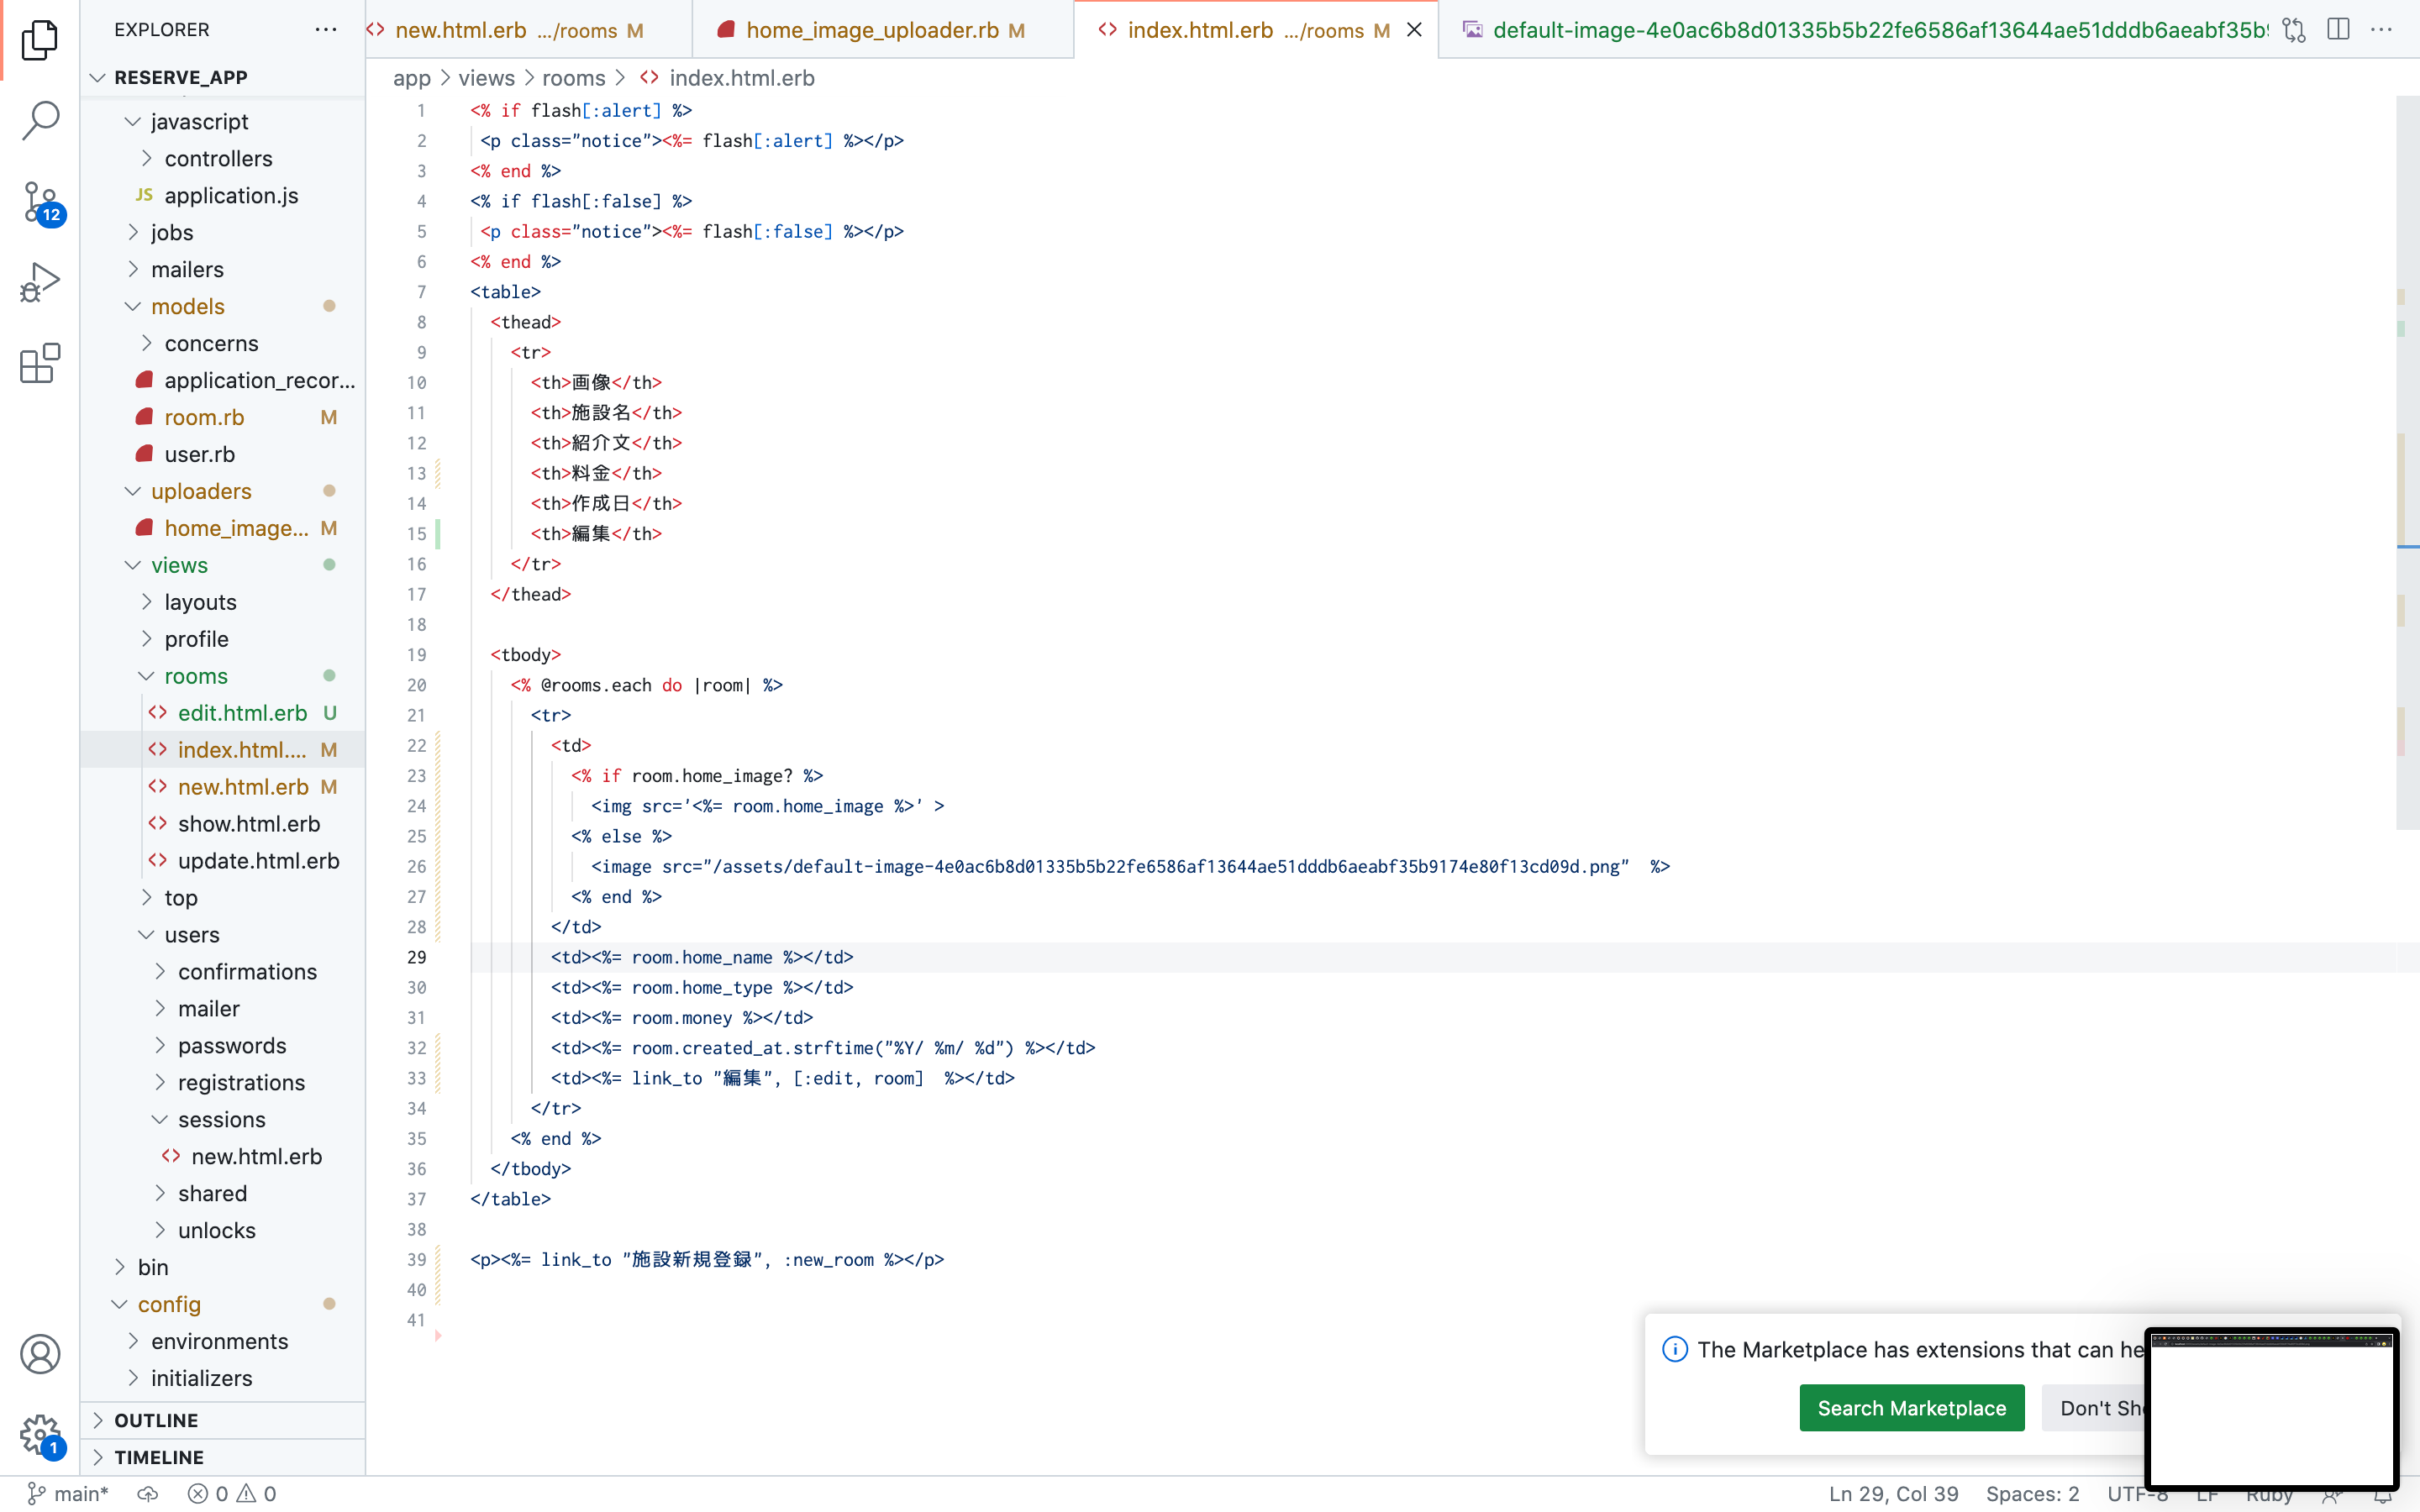 EXPLORER
new.html.erb .../rooms M
home_image_uploader.rb M
index.html.erb .../rooms M
default-image-4e0ac6b8d01335b5b22fe6586af13644ae51dddb6aeabf35b
RESERVE_APP
app > views > rooms > index.html.erb
javascript
controllers
JS application.js
jobs
mailers
models
concerns
application_recor...
room.rb M
user.rb
uploaders
home_image... M
views
layouts
profile
rooms
edit.html.erb U
index.html.... M
new.html.erb M
show.html.erb
update.html.erb
top
users
confirmations
mailer
passwords
registrations
sessions
new.html.erb
shared
unlocks
bin
config
environments
initializers
OUTLINE
TIMELINE
12
1
1 <% if flash[:alert] %>
2 <p class="notice"><%= flash[:alert] %></p>
3 <% end %>
4 <% if flash[:false] %>
5 <p class="notice"><%= flash[:false] %></p>
6 <% end %>
7 <table>
8 <thead>
9 <tr>
10 <th>画像</th>
11 <th>施設名</th>
12 <th>紹介文</th>
13 <th>料金</th>
14 <th>作成日</th>
15 <th>編集</th>
16 </tr>
17 </thead>
18
19 <tbody>
20 <% @rooms.each do |room| %>
21 <tr>
22 <td>
23 <% if room.home_image? %>
24 <img src='<%= room.home_image %>' >
25 <% else %>
26 <image src="/assets/default-image-4e0ac6b8d01335b5b22fe6586af13644ae51dddb6aeabf35b9174e80f13cd09d.png"  %>
27 <% end %>
28 </td>
29 <td><%= room.home_name %></td>
30 <td><%= room.home_type %></td>
31 <td><%= room.money %></td>
32 <td><%= room.created_at.strftime("%Y/ %m/ %d") %></td>
33 <td><%= link_to "編集", [:edit, room]  %></td>
34 </tr>
35 <% end %>
36 </tbody>
37 </table>
38
39 <p><%= link_to "施設新規登録", :new_room %></p>
40
41
The Marketplace has extensions that can he
Search Marketplace
Don't Sh
main* 0 0
Ln 29, Col 39 Spaces: 2 UTF-8 LF Ruby